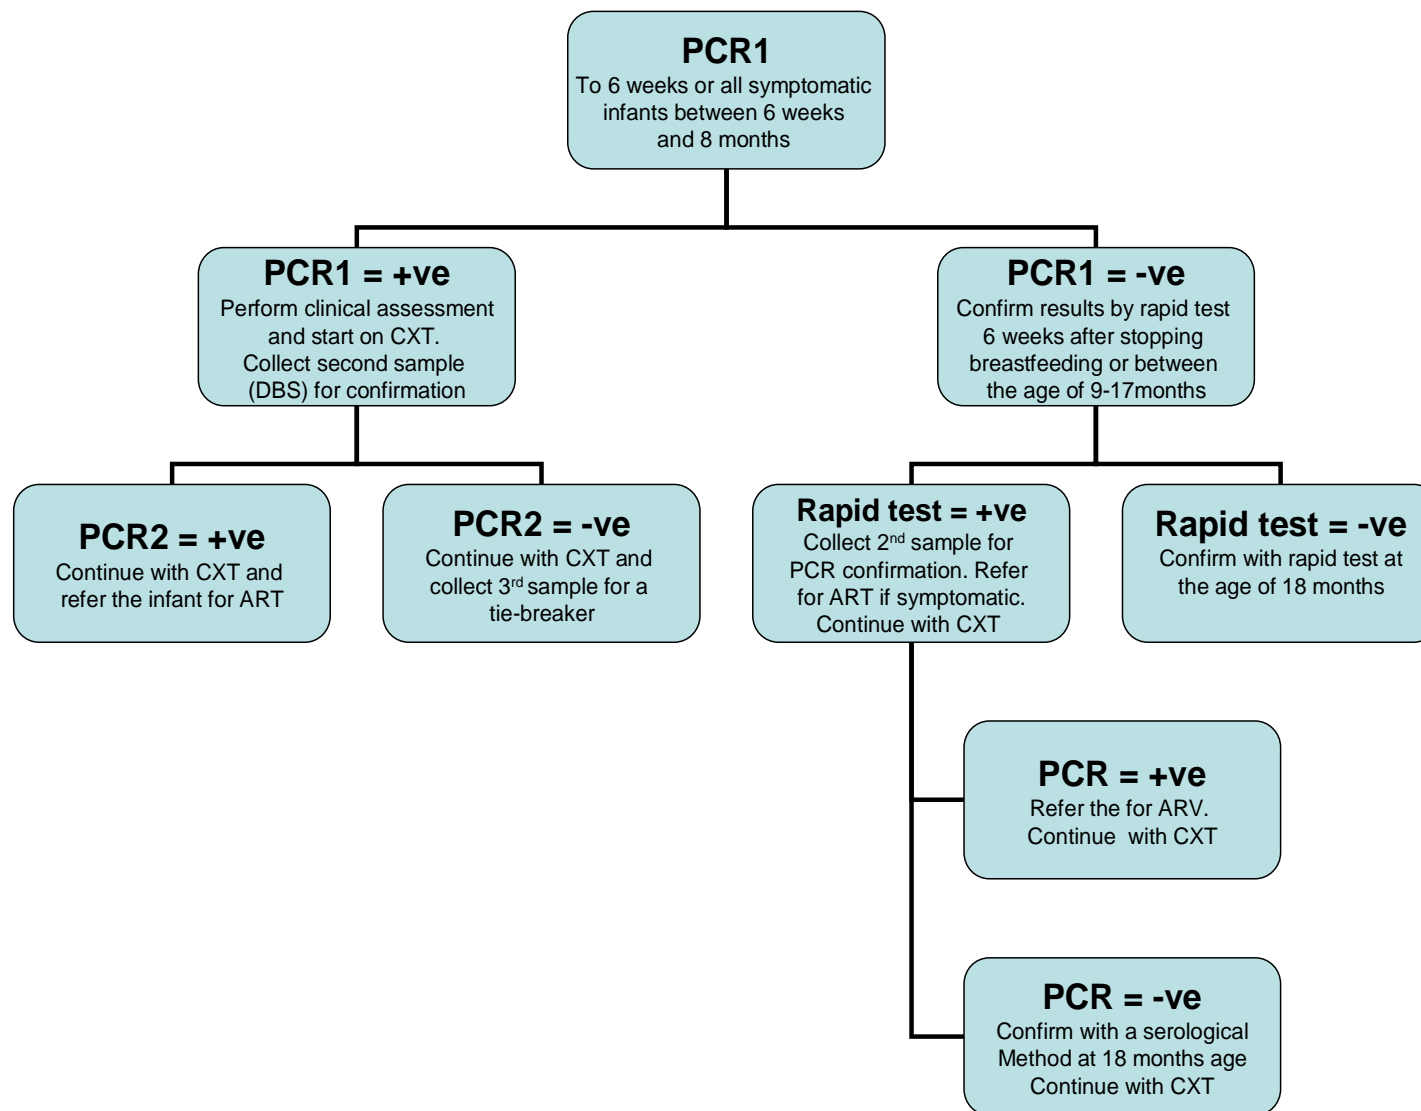 PCR1
To 6 weeks or all symptomatic
infants between 6 weeks
and 8 months
PCR1 = +ve
Perform clinical assessment
and start on CXT.
Collect second sample
(DBS) for confirmation
PCR1 = -ve
Confirm results by rapid test
6 weeks after stopping
breastfeeding or between
the age of 9-17months
PCR2 = +ve
Continue with CXT and
refer the infant for ART
PCR2 = -ve
Continue with CXT and
collect 3rd sample for a
tie-breaker
Rapid test = +ve
Collect 2nd sample for
PCR confirmation. Refer
for ART if symptomatic.
Continue with CXT
Rapid test = -ve
Confirm with rapid test at
the age of 18 months
PCR = +ve
Refer the for ARV.
Continue with CXT
PCR = -ve
Confirm with a serological
Method at 18 months age
Continue with CXT